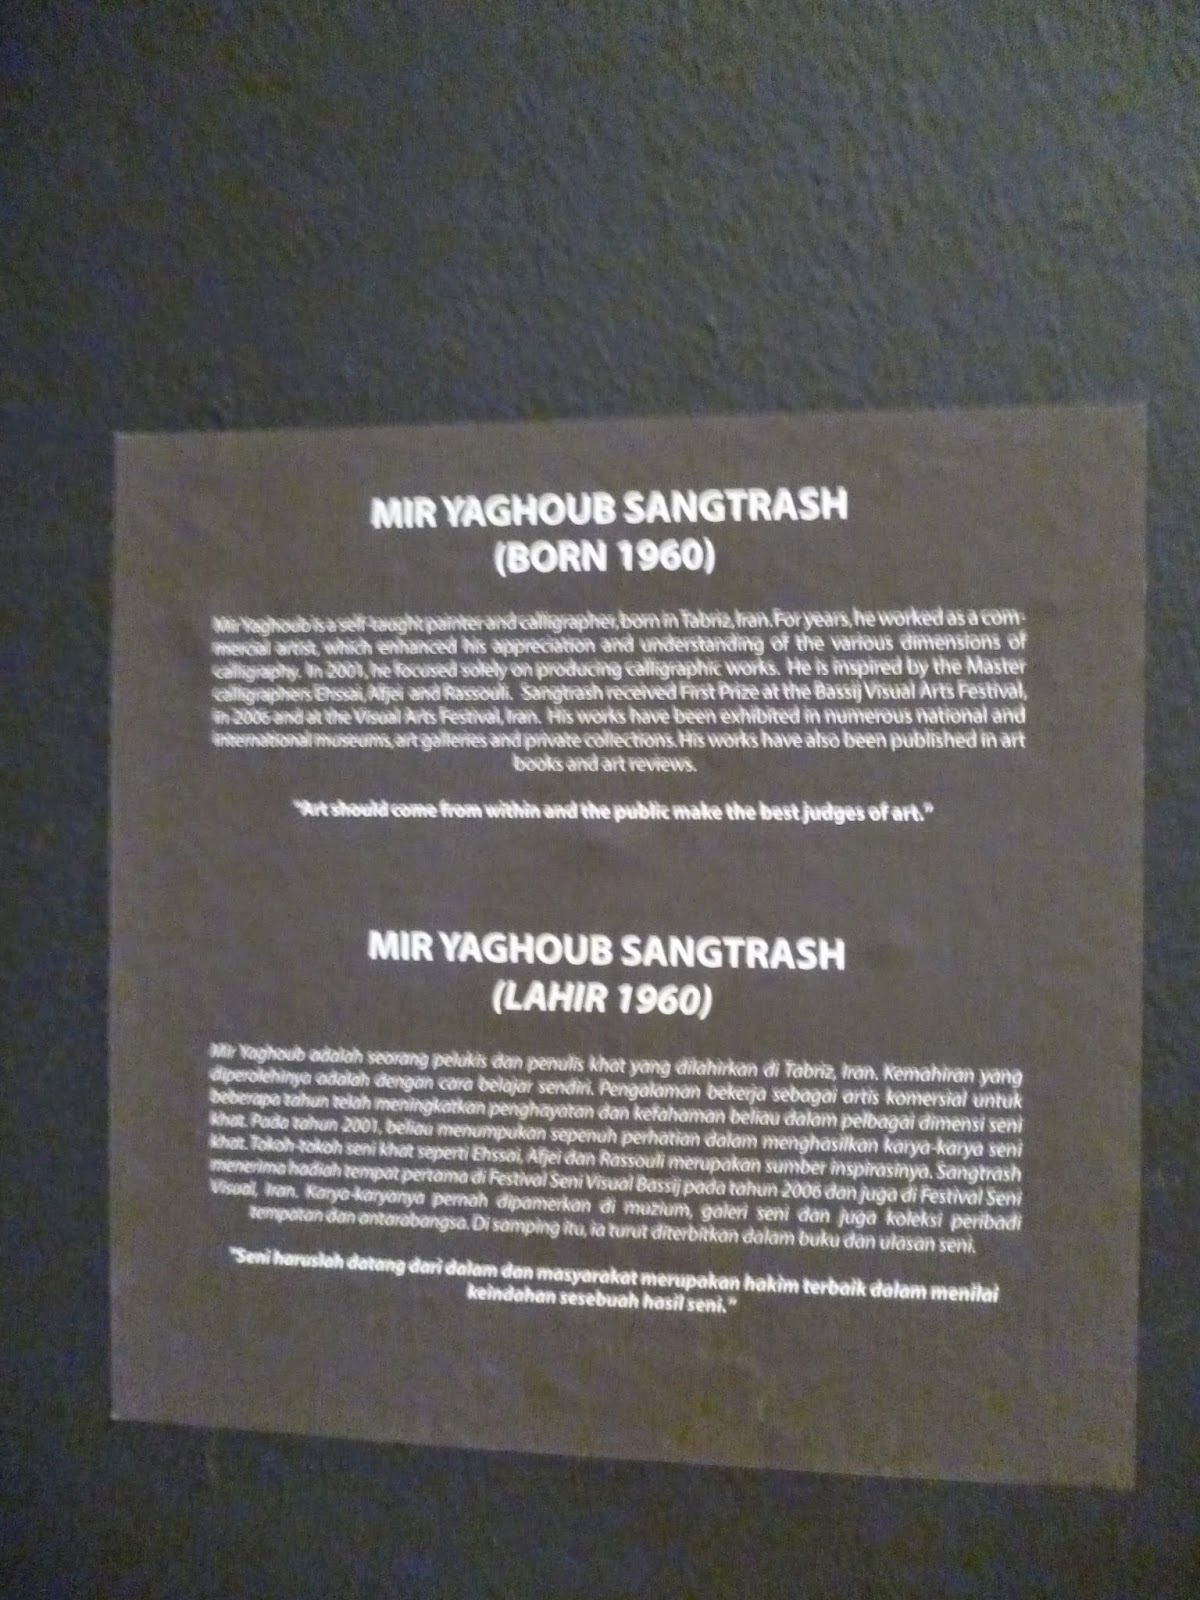 MIR YAGHOUB SANGTRASH
(BORN 1960)
Mir Yaghoub is a self-taught painter and calligrapher, born in Tabriz, Iran. For years, he worked as a com-
mercial artist, which enhanced his appreciation and understanding of the various dimensions of
calligraphy. In 2001, he focused solely on producing calligraphic works. He is inspired by the Master
calligraphers Ehssai, Afjei and Rassouli. Sangtrash received First Prize at the Bassij Visual Arts Festival,
in 2006 and at the Visual Arts Festival, Iran. His works have been exhibited in numerous national and
international museums, art galleries and private collections. His works have also been published in art
books and art reviews.
"Art should come from within and the public make the best judges of art."
MIR YAGHOUB SANGTRASH
(LAHIR 1960)
Mir Yaghoub adalah seorang pelukis dan penulis khat yang dilahirkan di Tabriz, Iran. Kemahiran yang
diperolehinya adalah dengan cara belajar sendiri. Pengalaman bekerja sebagai artis komersial untuk
beberapa tahun telah meningkatkan penghayatan dan kefahaman beliau dalam pelbagai dimensi seni
khat. Pada tahun 2001, beliau menumpukan sepenuh perhatian dalam menghasilkan karya-karya seni
khat. Tokoh-tokoh seni khat seperti Ehssai, Afjei dan Rassouli merupakan sumber inspirasinya. Sangtrash
menerima hadiah tempat pertama di Festival Seni Visual Bassij pada tahun 2006 dan juga di Festival Seni
Visual, Iran. Karya-karyanya pernah dipamerkan di muzium, galeri seni dan juga koleksi peribadi
tempatan dan antarabangsa. Di samping itu, ia turut diterbitkan dalam buku dan ulasan seni.
"Seni haruslah datang dari dalam dan masyarakat merupakan hakim terbaik dalam menilai
keindahan sesebuah hasil seni."